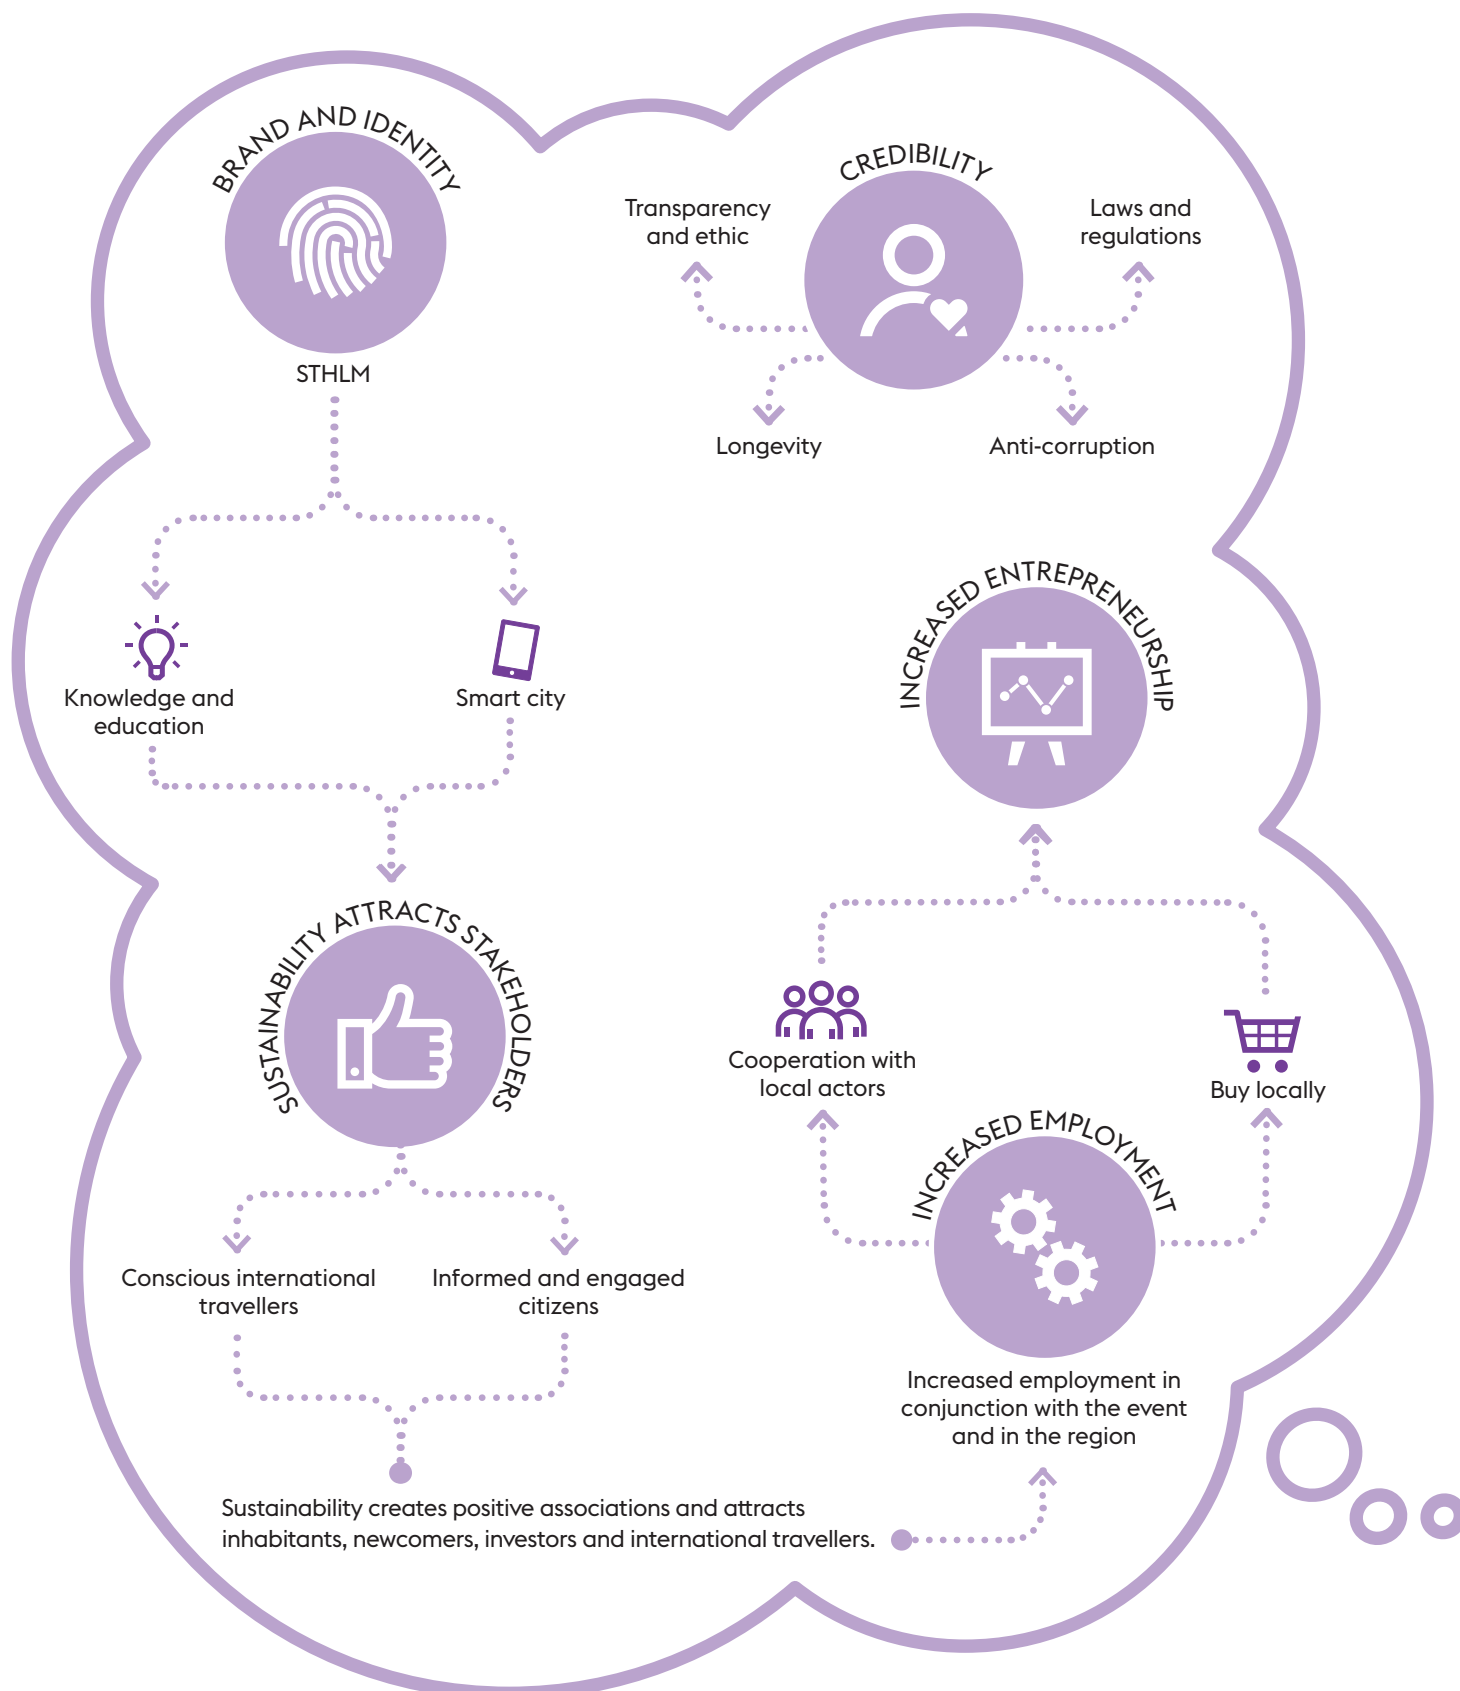 BRAND AND IDENTITY
STHLM
Knowledge and
education
Smart city
SUSTAINABILITY ATTRACTS STAKEHOLDERS
Conscious international
travellers
Informed and engaged
citizens
Sustainability creates positive associations and attracts
inhabitants, newcomers, investors and international travellers.
CREDIBILITY
Transparency
and ethic
Laws and
regulations
Longevity
Anti-corruption
INCREASED ENTREPRENEURSHIP
Cooperation with
local actors
Buy locally
INCREASED EMPLOYMENT
Increased employment in
conjunction with the event
and in the region